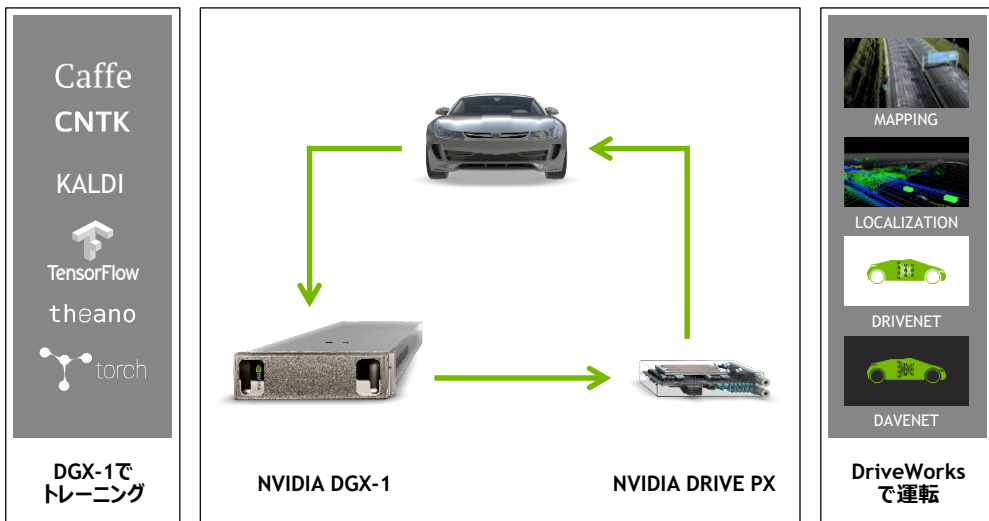 Caffe
CNTK
KALDI
TensorFlow
theano
torch
DGX-1で
トレーニング
NVIDIA DGX-1
NVIDIA DRIVE PX
MAPPING
LOCALIZATION
DRIVENET
DAVENET
DriveWorks
で運転